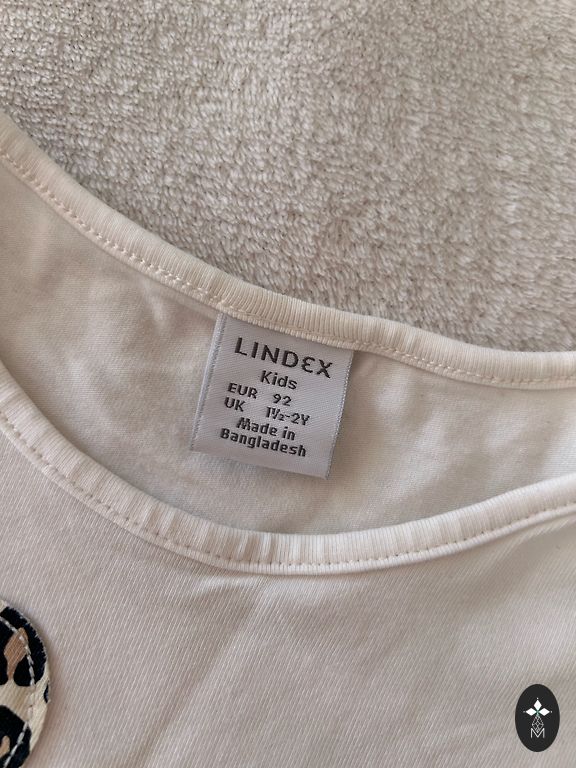 LINDEX
Kids
EUR 92
UK 1½-2Y
Made in
Bangladesh
M